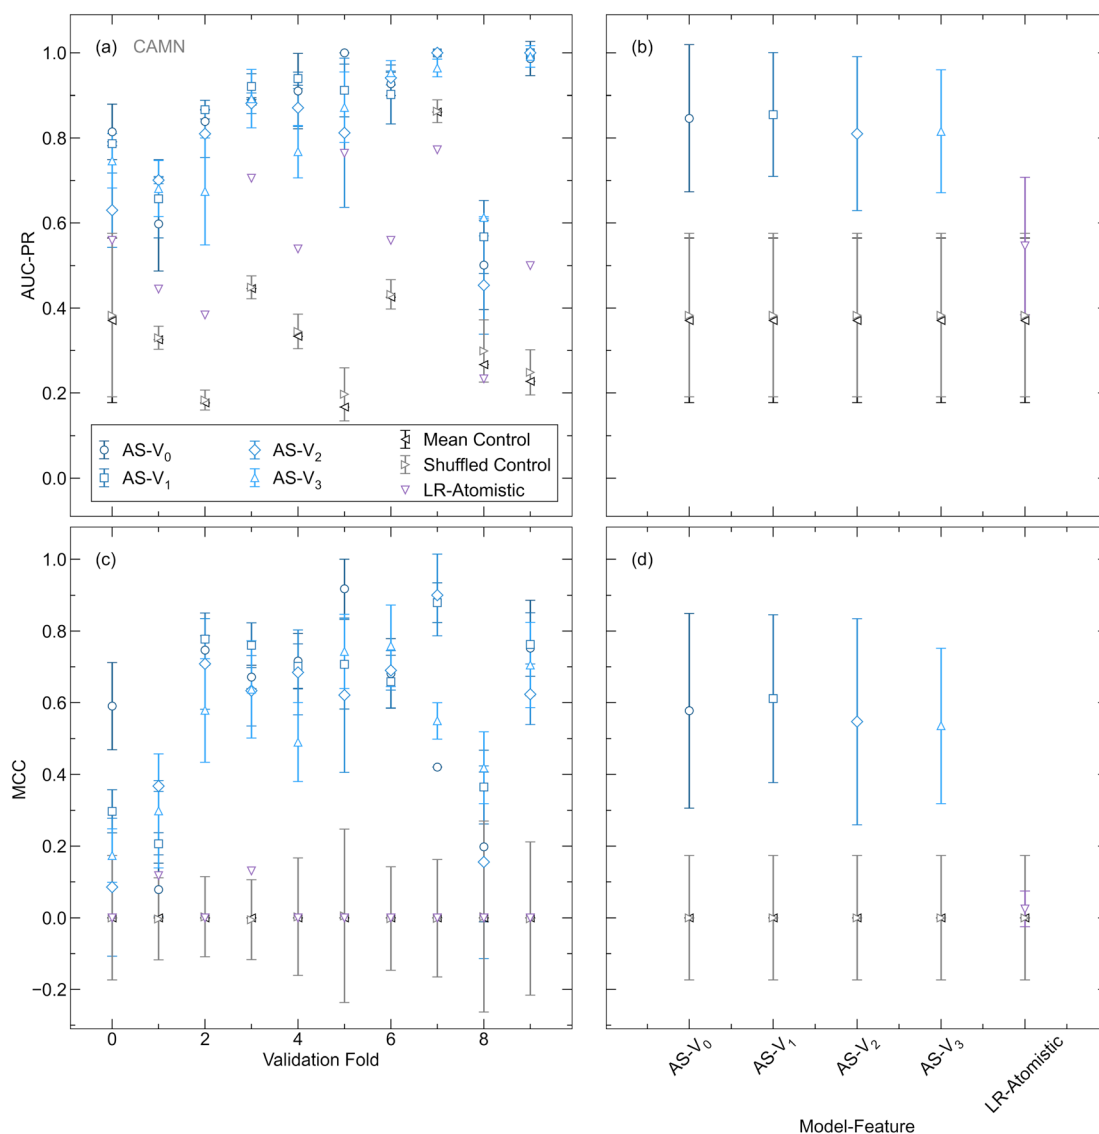 (a) CAMN
(b)
1.0
0.8
0.6
0.4
0.2
0.0
AUC-PR
AS-V₀
AS-V₁
AS-V₂
AS-V₃
Mean Control
Shuffled Control
LR-Atomistic
(c)
(d)
1.0
0.8
0.6
0.4
0.2
0.0
−0.2
MCC
0 2 4 6 8
Validation Fold
AS-V₀
AS-V₁
AS-V₂
AS-V₃
LR-Atomistic
Model-Feature